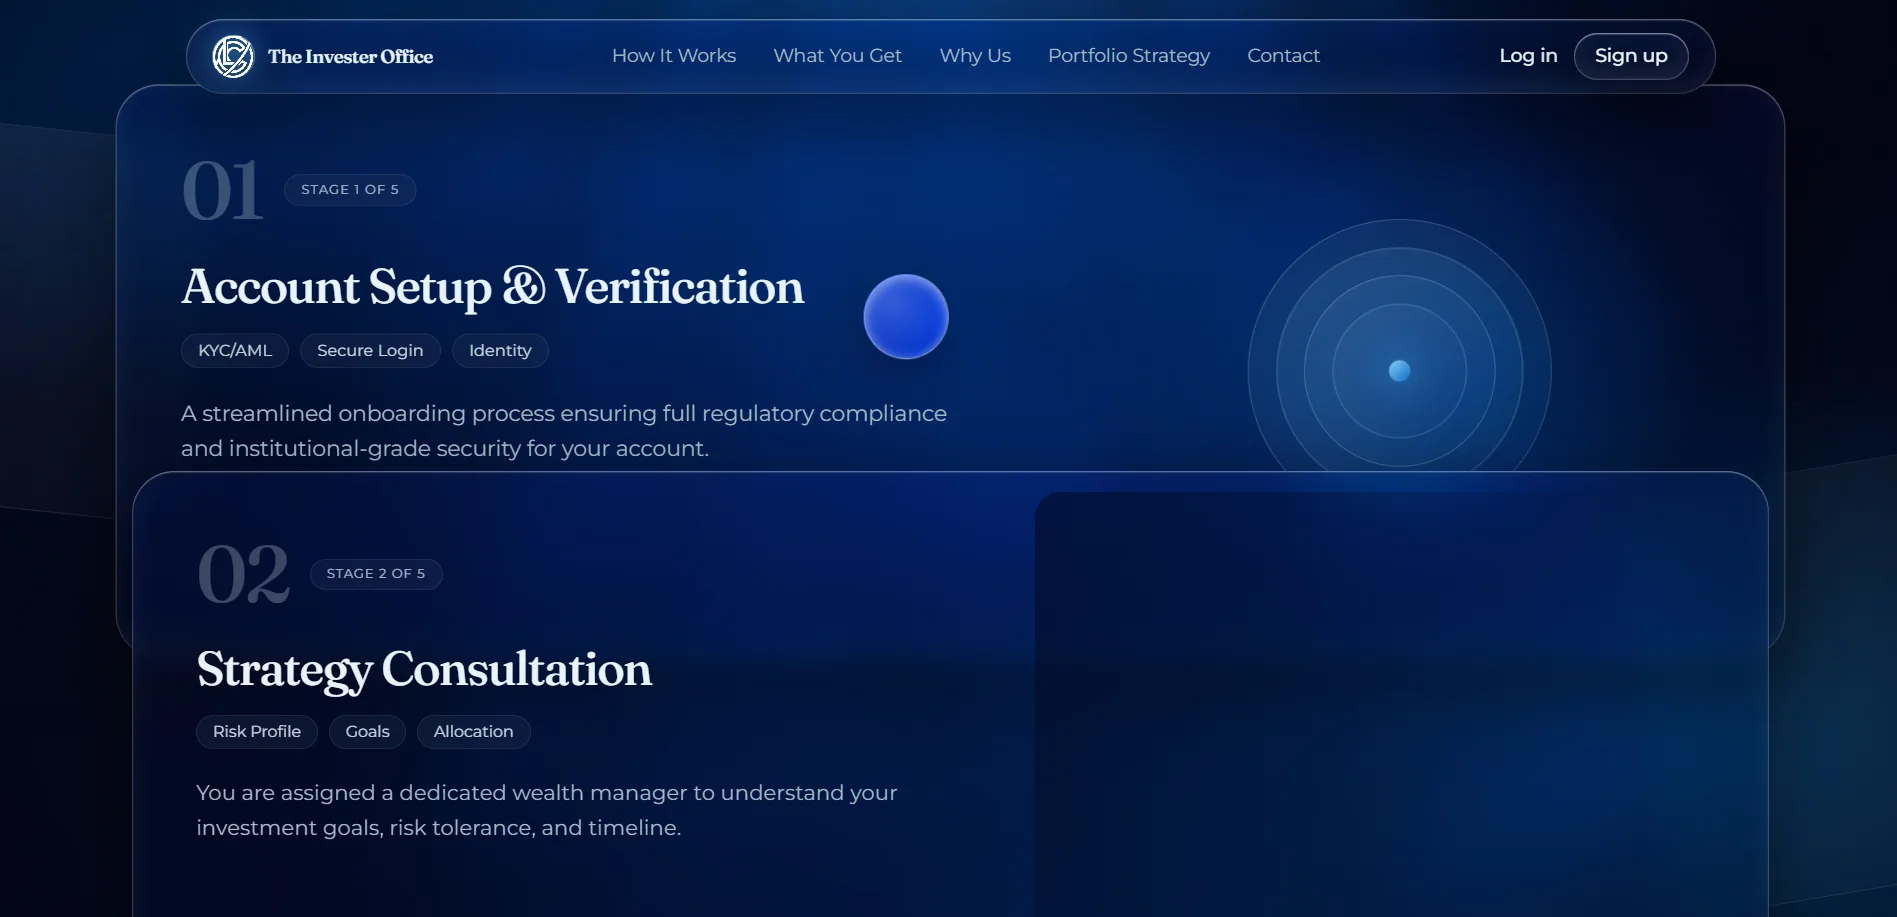 The Invester Office
How It Works
What You Get
Why Us
Portfolio Strategy
Contact
Log in
Sign up
01
STAGE 1 OF 5
Account Setup & Verification
KYC/AML
Secure Login
Identity
A streamlined onboarding process ensuring full regulatory compliance
and institutional-grade security for your account.
02
STAGE 2 OF 5
Strategy Consultation
Risk Profile
Goals
Allocation
You are assigned a dedicated wealth manager to understand your
investment goals, risk tolerance, and timeline.